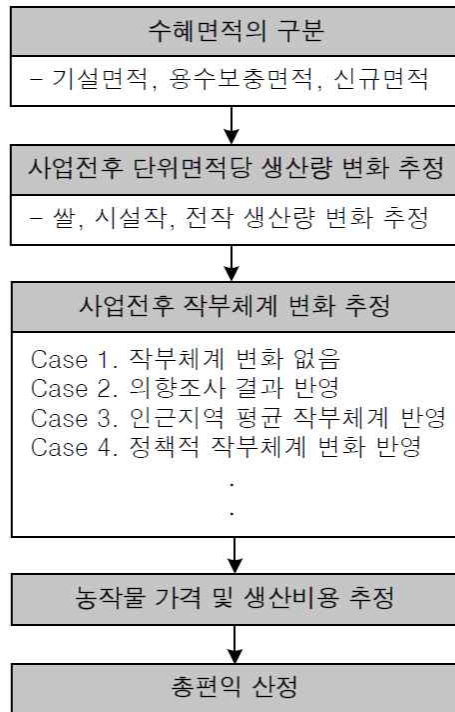 수혜면적의 구분
- 기설면적, 용수보충면적, 신규면적
사업전후 단위면적당 생산량 변화 추정
- 쌀, 시설작, 전작 생산량 변화 추정
사업전후 작부체계 변화 추정
Case 1. 작부체계 변화 없음
Case 2. 의향조사 결과 반영
Case 3. 인근지역 평균 작부체계 반영
Case 4. 정책적 작부체계 변화 반영
.
.
농작물 가격 및 생산비용 추정
총편익 산정